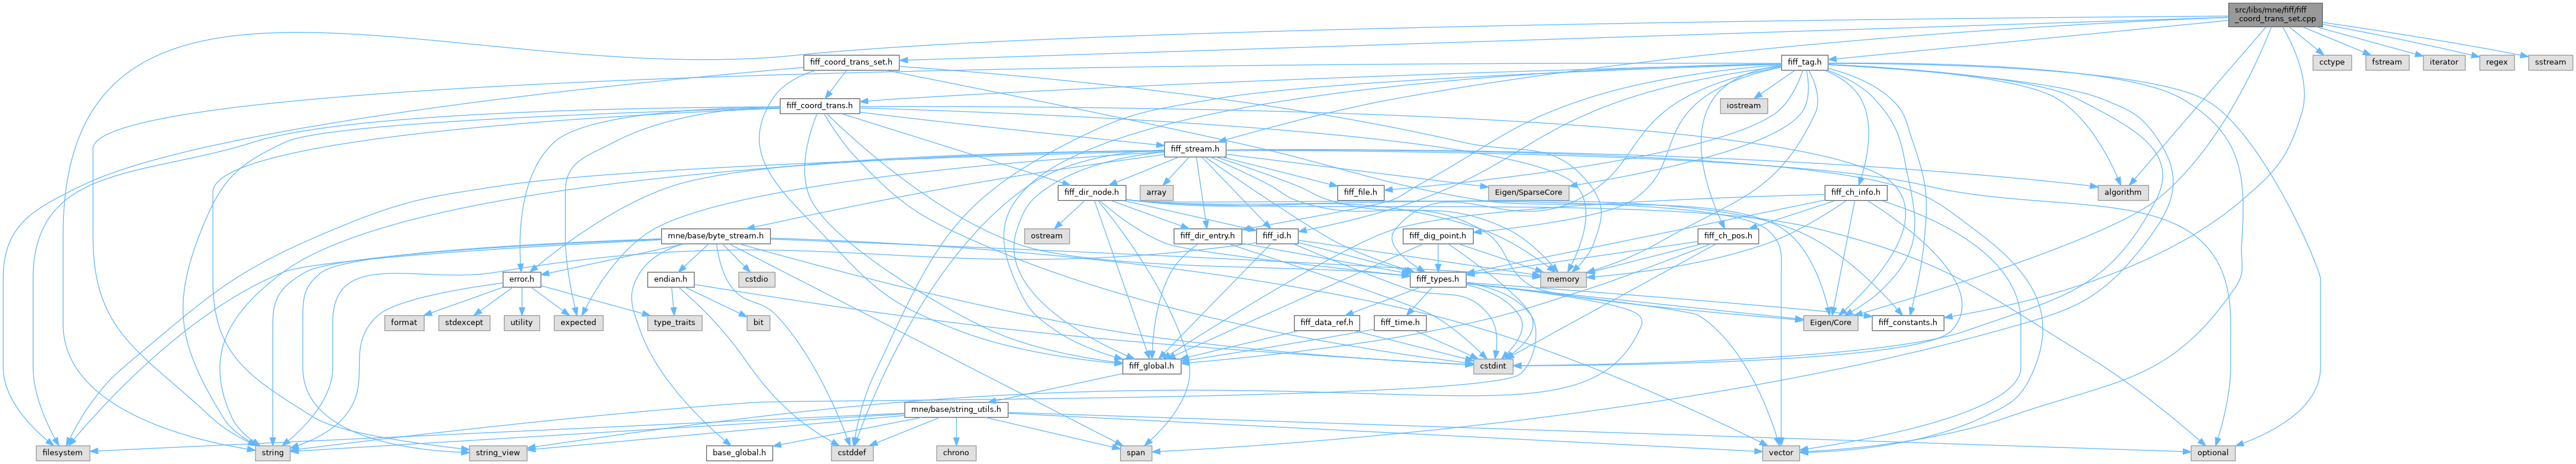 src/libs/mne/fiff/fiff
_coord_trans_set.cpp
fiff_coord_trans_set.h
fiff_tag.h
cctype
fstream
iterator
regex
sstream
fiff_coord_trans.h
iostream
fiff_stream.h
fiff_dir_node.h
array
fiff_file.h
Eigen/SparseCore
fiff_ch_info.h
algorithm
mne/base/byte_stream.h
ostream
fiff_dir_entry.h
fiff_id.h
fiff_dig_point.h
fiff_ch_pos.h
error.h
endian.h
cstdio
fiff_types.h
memory
format
stdexcept
utility
expected
type_traits
bit
fiff_data_ref.h
fiff_time.h
Eigen/Core
fiff_constants.h
fiff_global.h
cstdint
mne/base/string_utils.h
filesystem
string
string_view
base_global.h
cstddef
chrono
span
vector
optional